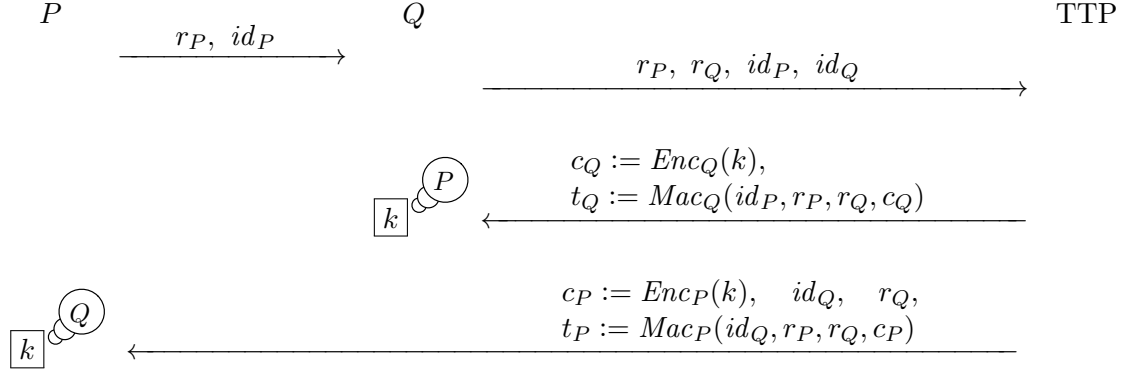 P Q TTP
r_P, id_P
r_P, r_Q, id_P, id_Q
c_Q := Enc_Q(k),
t_Q := Mac_Q(id_P, r_P, r_Q, c_Q)
P
k
c_P := Enc_P(k), id_Q, r_Q,
t_P := Mac_P(id_Q, r_P, r_Q, c_P)
Q
k